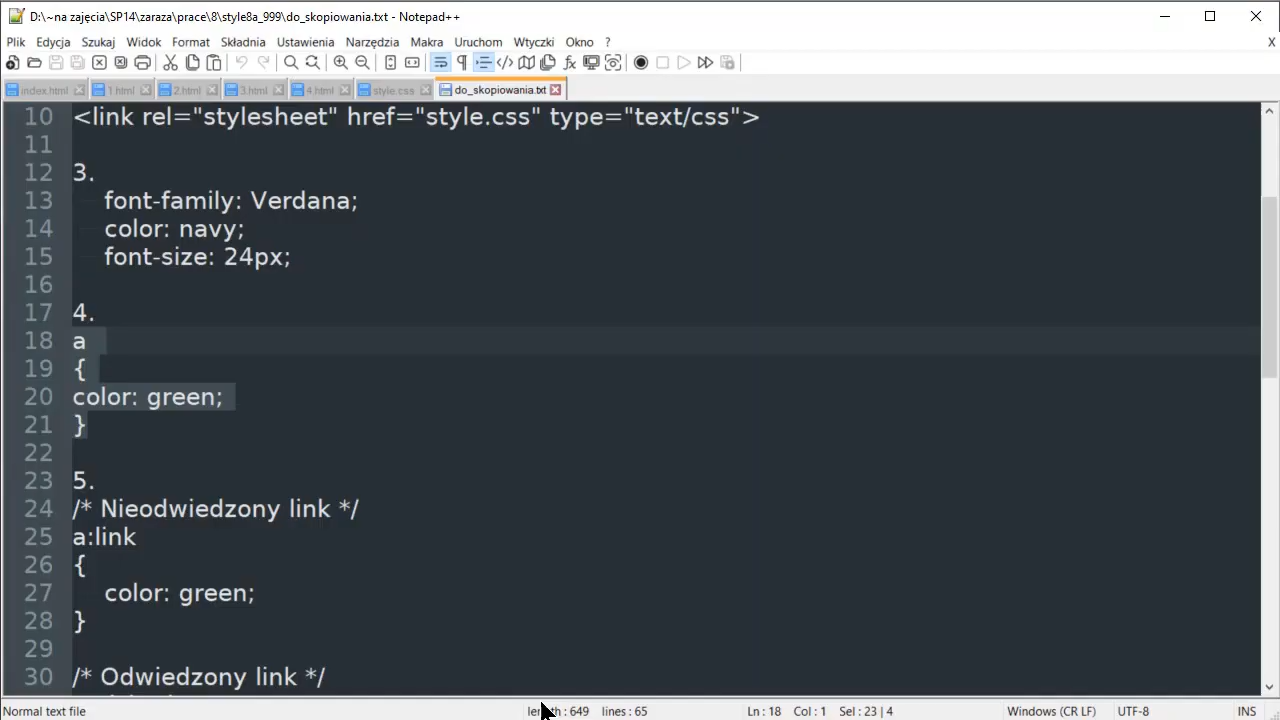 D:\~na zajęcia\SP14\zaraza\prace\8\style8a_999\do_skopiowania.txt - Notepad++
Plik Edycja Szukaj Widok Format Składnia Ustawienia Narzędzia Makra Uruchom Wtyczki Okno ? X
index.html 1.html 2.html 3.html 4.html style.css do_skopiowania.txt
10 <link rel="stylesheet" href="style.css" type="text/css">
11
12 3.
13 font-family: Verdana;
14 color: navy;
15 font-size: 24px;
16
17 4.
18 a
19 {
20 color: green;
21 }
22
23 5.
24 /* Nieodwiedzony link */
25 a:link
26 {
27 color: green;
28 }
29
30 /* Odwiedzony link */
Normal text file length : 649 lines : 65 Ln : 18 Col : 1 Sel : 23 | 4 Windows (CR LF) UTF-8 INS